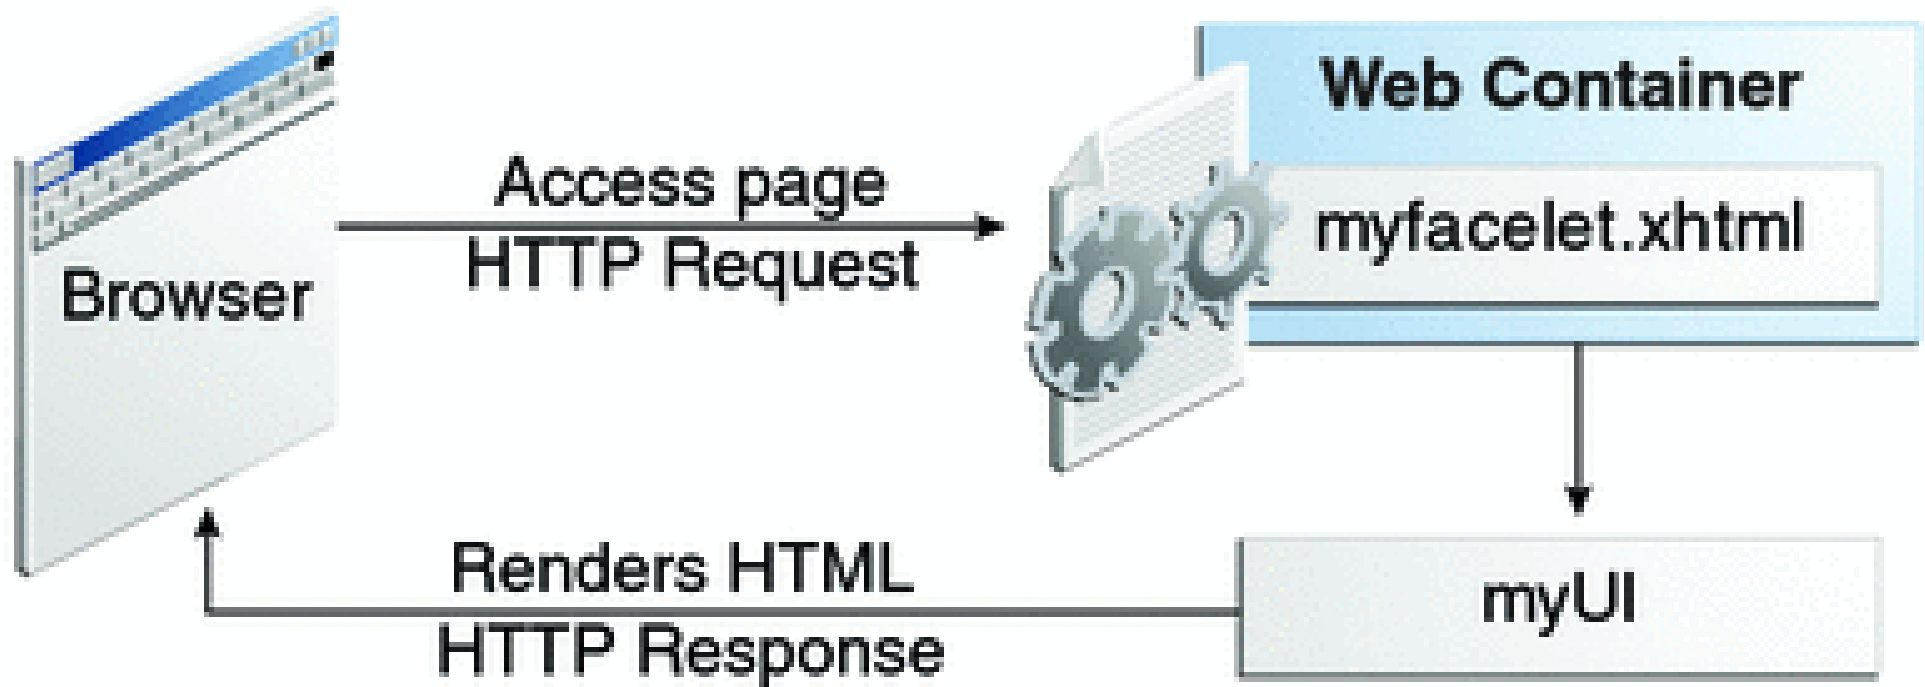 Web Container
Access page
myfacelet.xhtml
HTTP Request
Browser
Renders HTML
myUI
HTTP Response